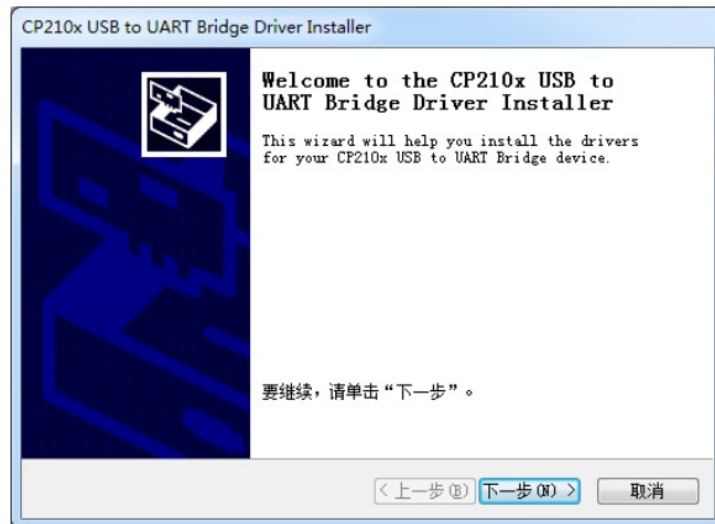 CP210x USB to UART Bridge Driver Installer
Welcome to the CP210x USB to
UART Bridge Driver Installer
This wizard will help you install the drivers
for your CP210x USB to UART Bridge device.
要继续，请单击“下一步”。
< 上一步(B) 下一步(N) > 取消